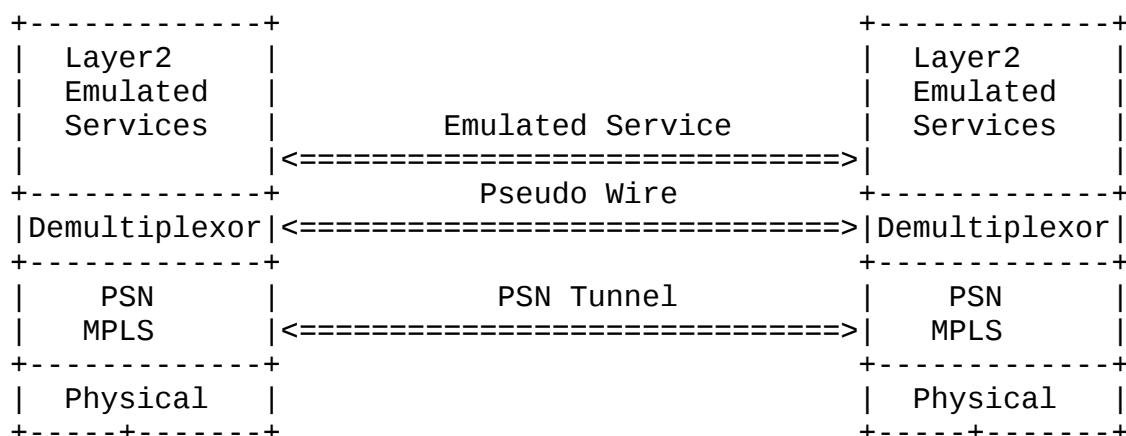 +-------------+                                +-------------+
|  Layer2     |                                |  Layer2     |
|  Emulated   |                                |  Emulated   |
|  Services   |         Emulated Service       |  Services   |
|             |<==============================>|             |
+-------------+           Pseudo Wire          +-------------+
|Demultiplexor|<==============================>|Demultiplexor|
+-------------+                                +-------------+
|    PSN      |            PSN Tunnel          |    PSN      |
|   MPLS      |<==============================>|   MPLS      |
+-------------+                                +-------------+
|  Physical   |                                |  Physical   |
+-----+-------+                                +-----+-------+